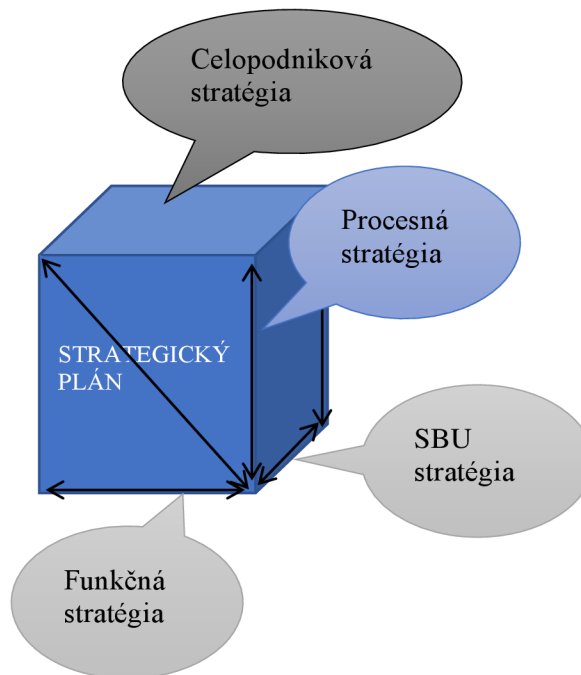 Celopodniková
stratégia
Procesná
stratégia
STRATEGICKÝ
PLÁN
SBU
stratégia
Funkčná
stratégia